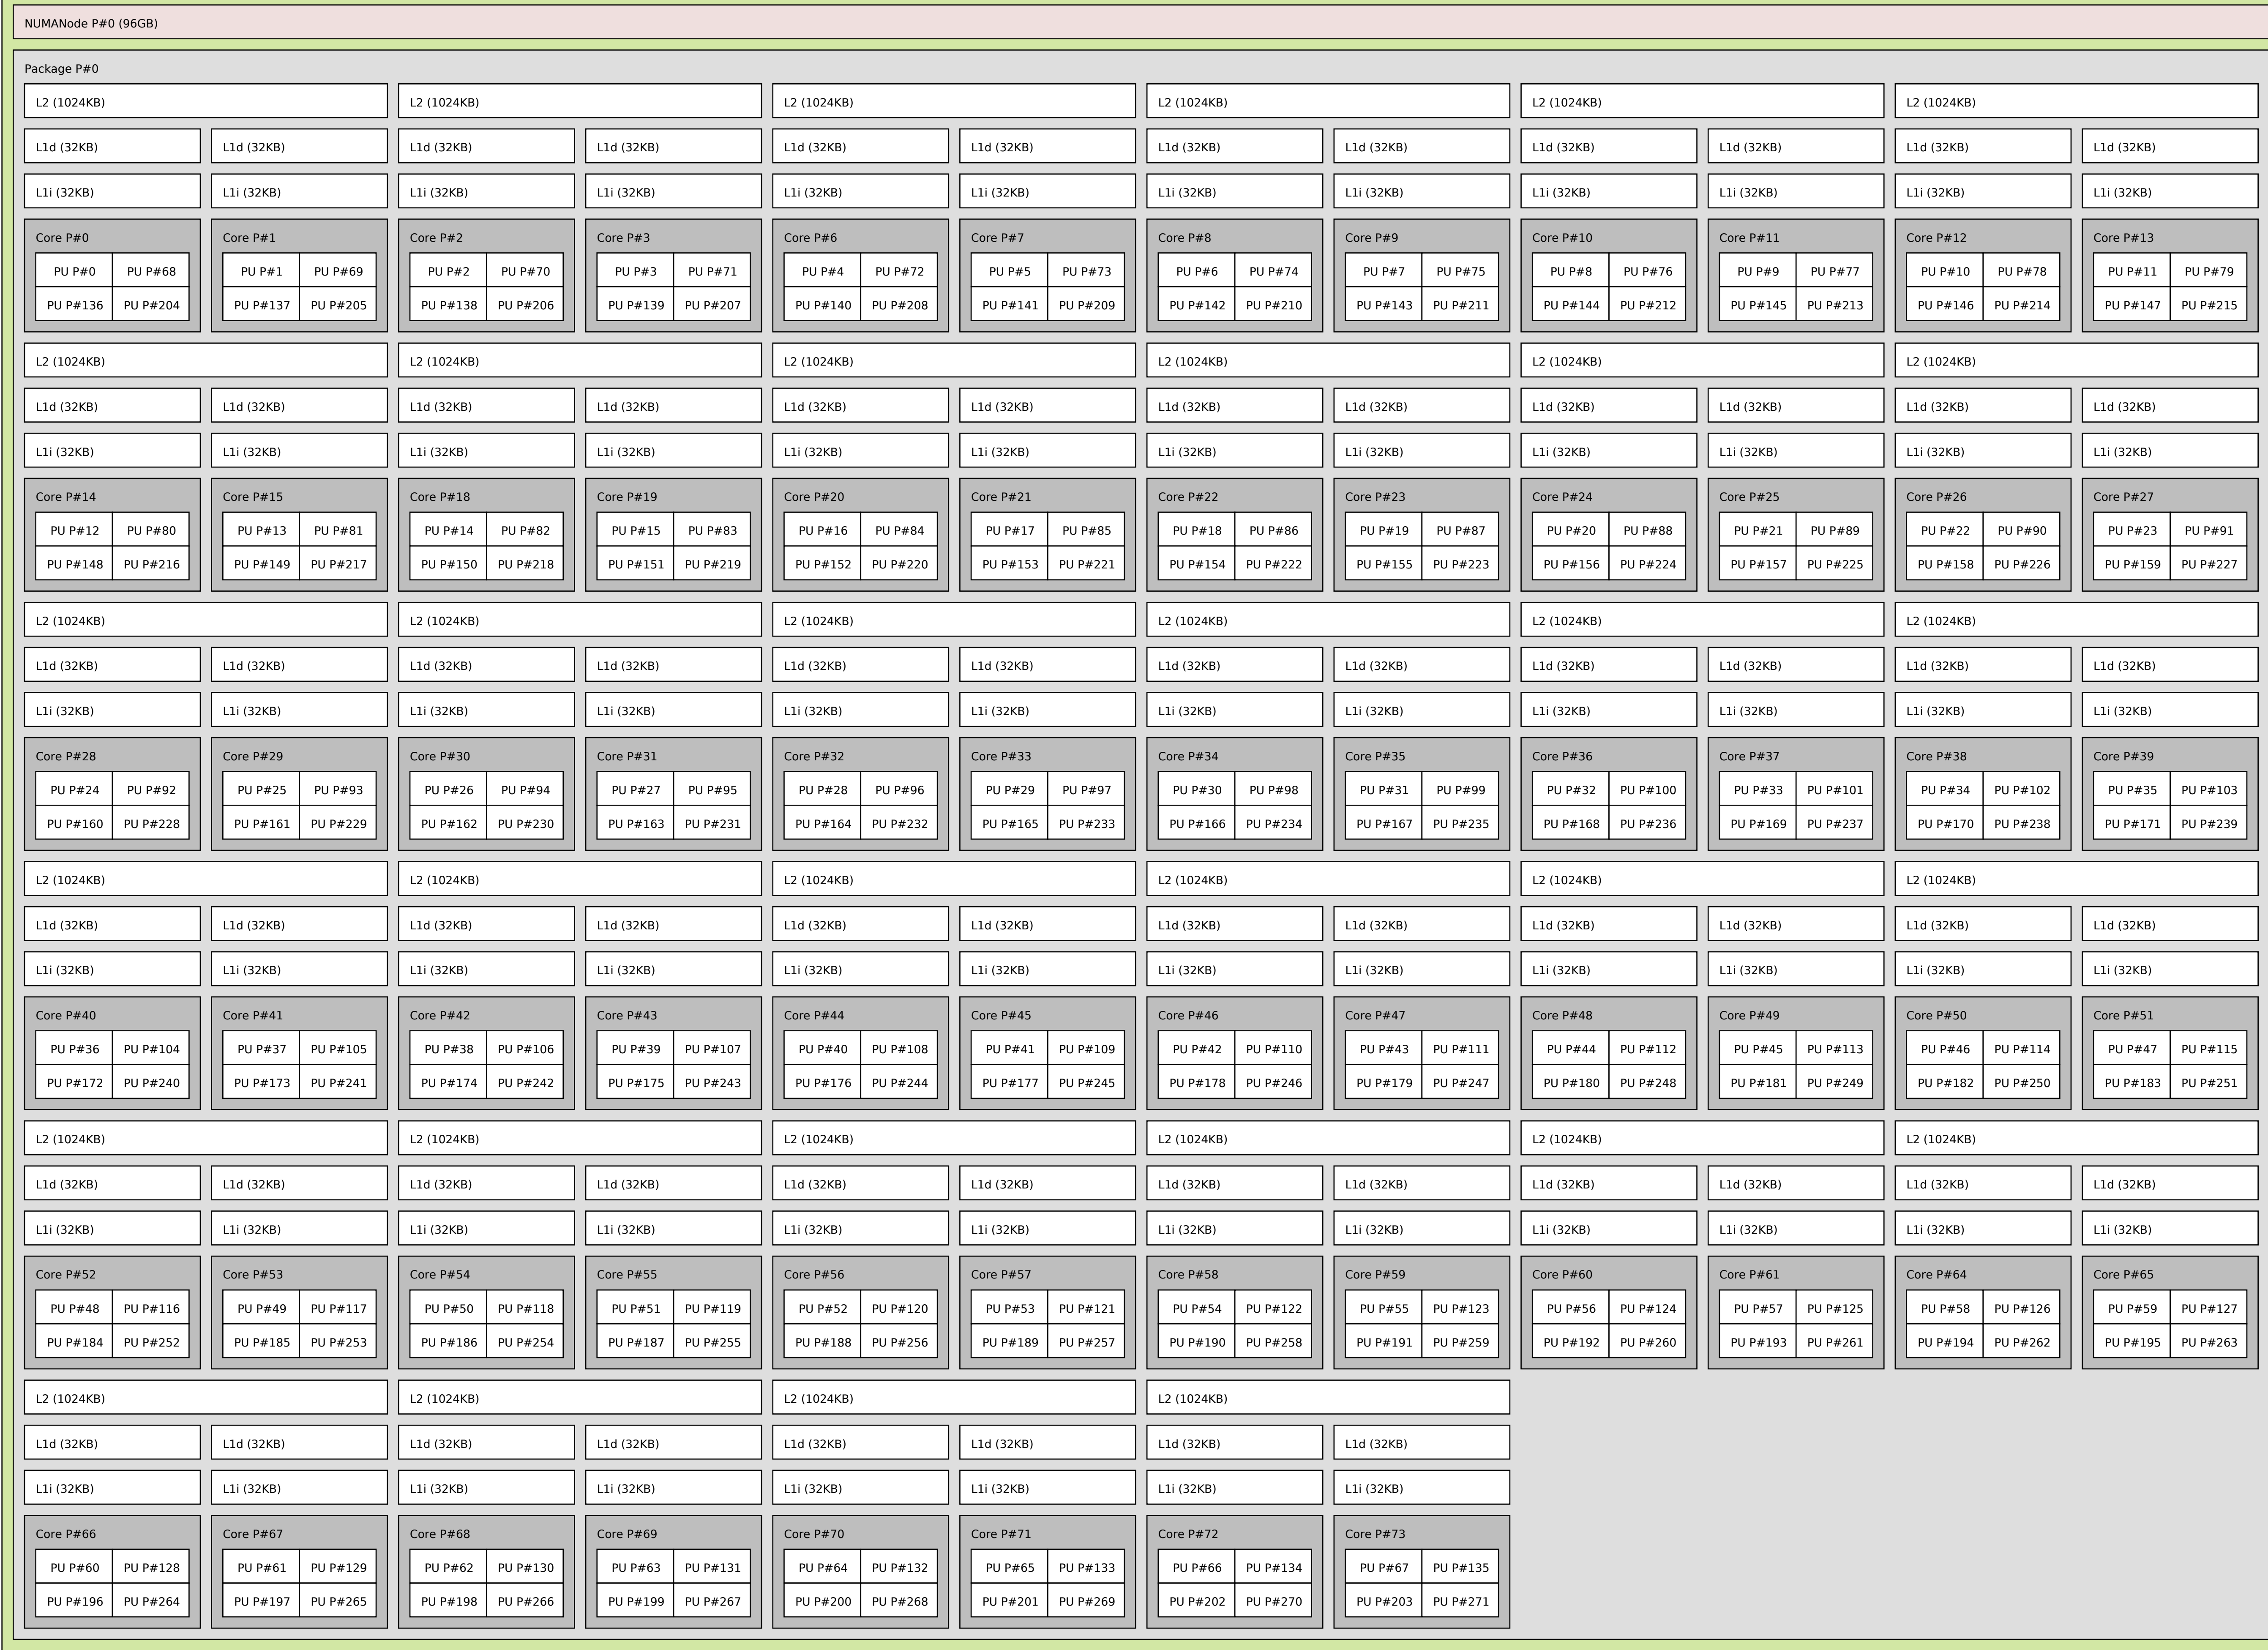 NUMANode P#0 (96GB)
Package P#0
L2 (1024KB) L2 (1024KB) L2 (1024KB) L2 (1024KB) L2 (1024KB) L2 (1024KB)
L1d (32KB) L1d (32KB) L1d (32KB) L1d (32KB) L1d (32KB) L1d (32KB) L1d (32KB) L1d (32KB) L1d (32KB) L1d (32KB) L1d (32KB) L1d (32KB)
L1i (32KB) L1i (32KB) L1i (32KB) L1i (32KB) L1i (32KB) L1i (32KB) L1i (32KB) L1i (32KB) L1i (32KB) L1i (32KB) L1i (32KB) L1i (32KB)
Core P#0 Core P#1 Core P#2 Core P#3 Core P#6 Core P#7 Core P#8 Core P#9 Core P#10 Core P#11 Core P#12 Core P#13
PU P#0 PU P#68 PU P#1 PU P#69 PU P#2 PU P#70 PU P#3 PU P#71 PU P#4 PU P#72 PU P#5 PU P#73 PU P#6 PU P#74 PU P#7 PU P#75 PU P#8 PU P#76 PU P#9 PU P#77 PU P#10 PU P#78 PU P#11 PU P#79
PU P#136 PU P#204 PU P#137 PU P#205 PU P#138 PU P#206 PU P#139 PU P#207 PU P#140 PU P#208 PU P#141 PU P#209 PU P#142 PU P#210 PU P#143 PU P#211 PU P#144 PU P#212 PU P#145 PU P#213 PU P#146 PU P#214 PU P#147 PU P#215
L2 (1024KB) L2 (1024KB) L2 (1024KB) L2 (1024KB) L2 (1024KB) L2 (1024KB)
L1d (32KB) L1d (32KB) L1d (32KB) L1d (32KB) L1d (32KB) L1d (32KB) L1d (32KB) L1d (32KB) L1d (32KB) L1d (32KB) L1d (32KB) L1d (32KB)
L1i (32KB) L1i (32KB) L1i (32KB) L1i (32KB) L1i (32KB) L1i (32KB) L1i (32KB) L1i (32KB) L1i (32KB) L1i (32KB) L1i (32KB) L1i (32KB)
Core P#14 Core P#15 Core P#18 Core P#19 Core P#20 Core P#21 Core P#22 Core P#23 Core P#24 Core P#25 Core P#26 Core P#27
PU P#12 PU P#80 PU P#13 PU P#81 PU P#14 PU P#82 PU P#15 PU P#83 PU P#16 PU P#84 PU P#17 PU P#85 PU P#18 PU P#86 PU P#19 PU P#87 PU P#20 PU P#88 PU P#21 PU P#89 PU P#22 PU P#90 PU P#23 PU P#91
PU P#148 PU P#216 PU P#149 PU P#217 PU P#150 PU P#218 PU P#151 PU P#219 PU P#152 PU P#220 PU P#153 PU P#221 PU P#154 PU P#222 PU P#155 PU P#223 PU P#156 PU P#224 PU P#157 PU P#225 PU P#158 PU P#226 PU P#159 PU P#227
L2 (1024KB) L2 (1024KB) L2 (1024KB) L2 (1024KB) L2 (1024KB) L2 (1024KB)
L1d (32KB) L1d (32KB) L1d (32KB) L1d (32KB) L1d (32KB) L1d (32KB) L1d (32KB) L1d (32KB) L1d (32KB) L1d (32KB) L1d (32KB) L1d (32KB)
L1i (32KB) L1i (32KB) L1i (32KB) L1i (32KB) L1i (32KB) L1i (32KB) L1i (32KB) L1i (32KB) L1i (32KB) L1i (32KB) L1i (32KB) L1i (32KB)
Core P#28 Core P#29 Core P#30 Core P#31 Core P#32 Core P#33 Core P#34 Core P#35 Core P#36 Core P#37 Core P#38 Core P#39
PU P#24 PU P#92 PU P#25 PU P#93 PU P#26 PU P#94 PU P#27 PU P#95 PU P#28 PU P#96 PU P#29 PU P#97 PU P#30 PU P#98 PU P#31 PU P#99 PU P#32 PU P#100 PU P#33 PU P#101 PU P#34 PU P#102 PU P#35 PU P#103
PU P#160 PU P#228 PU P#161 PU P#229 PU P#162 PU P#230 PU P#163 PU P#231 PU P#164 PU P#232 PU P#165 PU P#233 PU P#166 PU P#234 PU P#167 PU P#235 PU P#168 PU P#236 PU P#169 PU P#237 PU P#170 PU P#238 PU P#171 PU P#239
L2 (1024KB) L2 (1024KB) L2 (1024KB) L2 (1024KB) L2 (1024KB) L2 (1024KB)
L1d (32KB) L1d (32KB) L1d (32KB) L1d (32KB) L1d (32KB) L1d (32KB) L1d (32KB) L1d (32KB) L1d (32KB) L1d (32KB) L1d (32KB) L1d (32KB)
L1i (32KB) L1i (32KB) L1i (32KB) L1i (32KB) L1i (32KB) L1i (32KB) L1i (32KB) L1i (32KB) L1i (32KB) L1i (32KB) L1i (32KB) L1i (32KB)
Core P#40 Core P#41 Core P#42 Core P#43 Core P#44 Core P#45 Core P#46 Core P#47 Core P#48 Core P#49 Core P#50 Core P#51
PU P#36 PU P#104 PU P#37 PU P#105 PU P#38 PU P#106 PU P#39 PU P#107 PU P#40 PU P#108 PU P#41 PU P#109 PU P#42 PU P#110 PU P#43 PU P#111 PU P#44 PU P#112 PU P#45 PU P#113 PU P#46 PU P#114 PU P#47 PU P#115
PU P#172 PU P#240 PU P#173 PU P#241 PU P#174 PU P#242 PU P#175 PU P#243 PU P#176 PU P#244 PU P#177 PU P#245 PU P#178 PU P#246 PU P#179 PU P#247 PU P#180 PU P#248 PU P#181 PU P#249 PU P#182 PU P#250 PU P#183 PU P#251
L2 (1024KB) L2 (1024KB) L2 (1024KB) L2 (1024KB) L2 (1024KB) L2 (1024KB)
L1d (32KB) L1d (32KB) L1d (32KB) L1d (32KB) L1d (32KB) L1d (32KB) L1d (32KB) L1d (32KB) L1d (32KB) L1d (32KB) L1d (32KB) L1d (32KB)
L1i (32KB) L1i (32KB) L1i (32KB) L1i (32KB) L1i (32KB) L1i (32KB) L1i (32KB) L1i (32KB) L1i (32KB) L1i (32KB) L1i (32KB) L1i (32KB)
Core P#52 Core P#53 Core P#54 Core P#55 Core P#56 Core P#57 Core P#58 Core P#59 Core P#60 Core P#61 Core P#64 Core P#65
PU P#48 PU P#116 PU P#49 PU P#117 PU P#50 PU P#118 PU P#51 PU P#119 PU P#52 PU P#120 PU P#53 PU P#121 PU P#54 PU P#122 PU P#55 PU P#123 PU P#56 PU P#124 PU P#57 PU P#125 PU P#58 PU P#126 PU P#59 PU P#127
PU P#184 PU P#252 PU P#185 PU P#253 PU P#186 PU P#254 PU P#187 PU P#255 PU P#188 PU P#256 PU P#189 PU P#257 PU P#190 PU P#258 PU P#191 PU P#259 PU P#192 PU P#260 PU P#193 PU P#261 PU P#194 PU P#262 PU P#195 PU P#263
L2 (1024KB) L2 (1024KB) L2 (1024KB) L2 (1024KB)
L1d (32KB) L1d (32KB) L1d (32KB) L1d (32KB) L1d (32KB) L1d (32KB) L1d (32KB) L1d (32KB)
L1i (32KB) L1i (32KB) L1i (32KB) L1i (32KB) L1i (32KB) L1i (32KB) L1i (32KB) L1i (32KB)
Core P#66 Core P#67 Core P#68 Core P#69 Core P#70 Core P#71 Core P#72 Core P#73
PU P#60 PU P#128 PU P#61 PU P#129 PU P#62 PU P#130 PU P#63 PU P#131 PU P#64 PU P#132 PU P#65 PU P#133 PU P#66 PU P#134 PU P#67 PU P#135
PU P#196 PU P#264 PU P#197 PU P#265 PU P#198 PU P#266 PU P#199 PU P#267 PU P#200 PU P#268 PU P#201 PU P#269 PU P#202 PU P#270 PU P#203 PU P#271